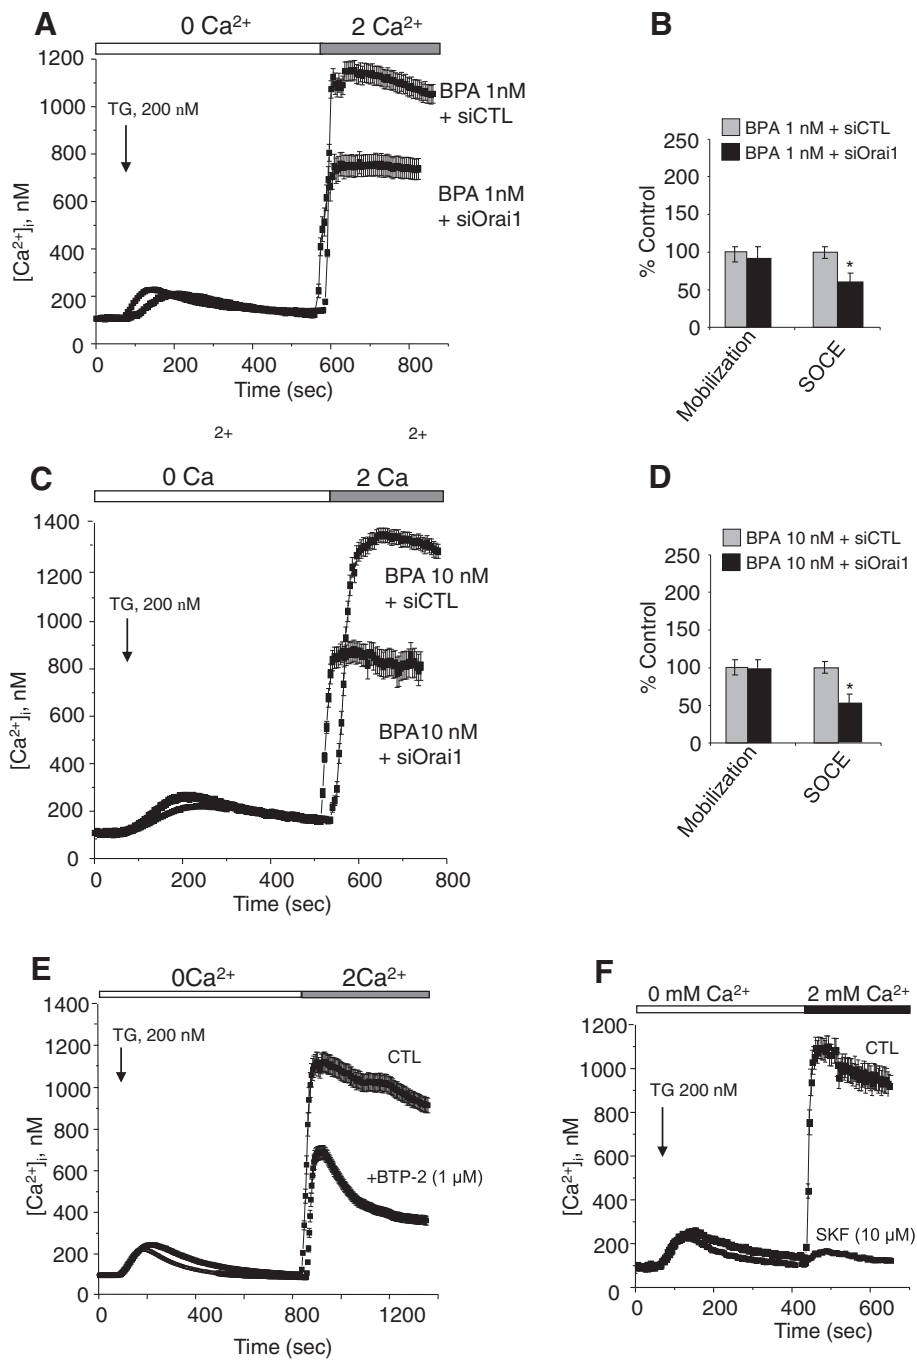 A
0 Ca²⁺
2 Ca²⁺
1200
1000
800
600
400
200
0
[Ca²⁺]ᵢ, nM
TG, 200 nM
BPA 1nM
+ siCTL
BPA 1nM
+ siOrai1
0 200 400 600 800
Time (sec)
B
BPA 1 nM + siCTL
BPA 1 nM + siOrai1
250
200
150
100
50
0
% Control
*
Mobilization
SOCE
2+
2+
C
0 Ca
2 Ca
1400
1200
1000
800
600
400
200
0
[Ca²⁺]ᵢ, nM
TG, 200 nM
BPA 10 nM
+ siCTL
BPA10 nM
+ siOrai1
0 200 400 600 800
Time (sec)
D
BPA 10 nM + siCTL
BPA 10 nM + siOrai1
250
200
150
100
50
0
% Control
*
Mobilization
SOCE
E
0Ca²⁺
2Ca²⁺
1400
1200
1000
800
600
400
200
0
[Ca²⁺]ᵢ, nM
TG, 200 nM
CTL
+BTP-2 (1 µM)
0 400 800 1200
Time (sec)
F
0 mM Ca²⁺
2 mM Ca²⁺
1200
1000
800
600
400
200
0
[Ca²⁺]ᵢ, nM
TG 200 nM
CTL
SKF (10 µM)
0 200 400 600
Time (sec)